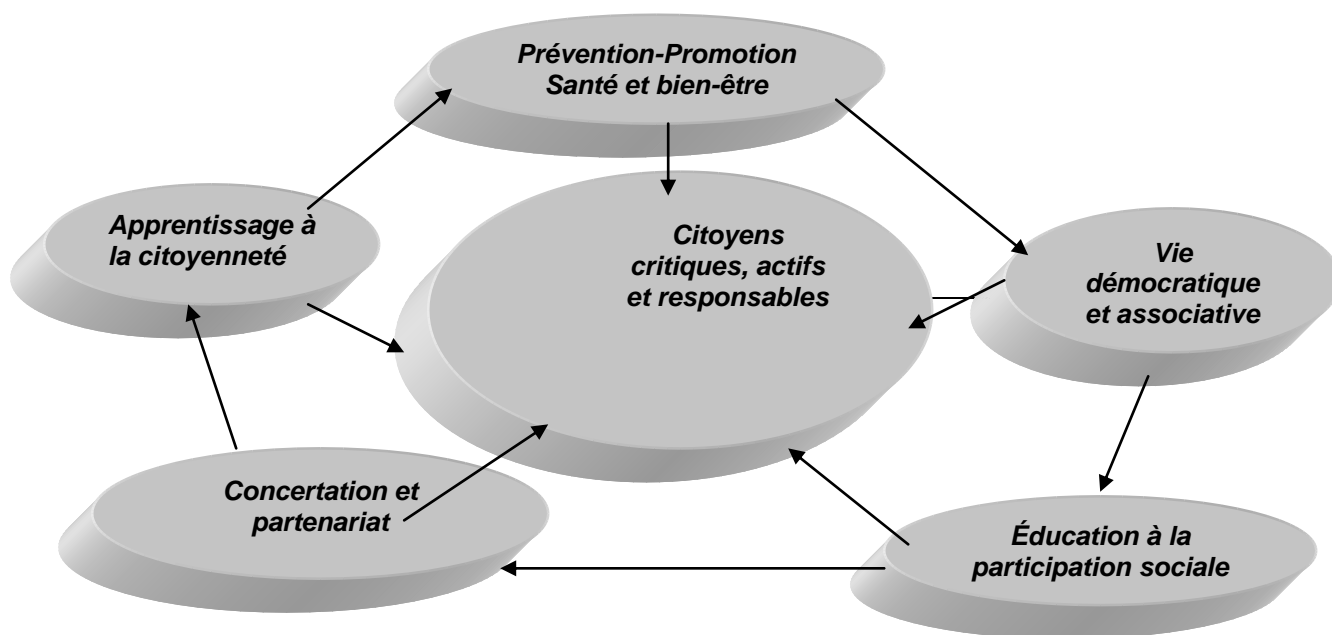 Prévention-Promotion
Santé et bien-être
Apprentissage à
la citoyenneté
Citoyens
critiques, actifs
et responsables
Vie
démocratique
et associative
Concertation et
partenariat
Éducation à la
participation sociale